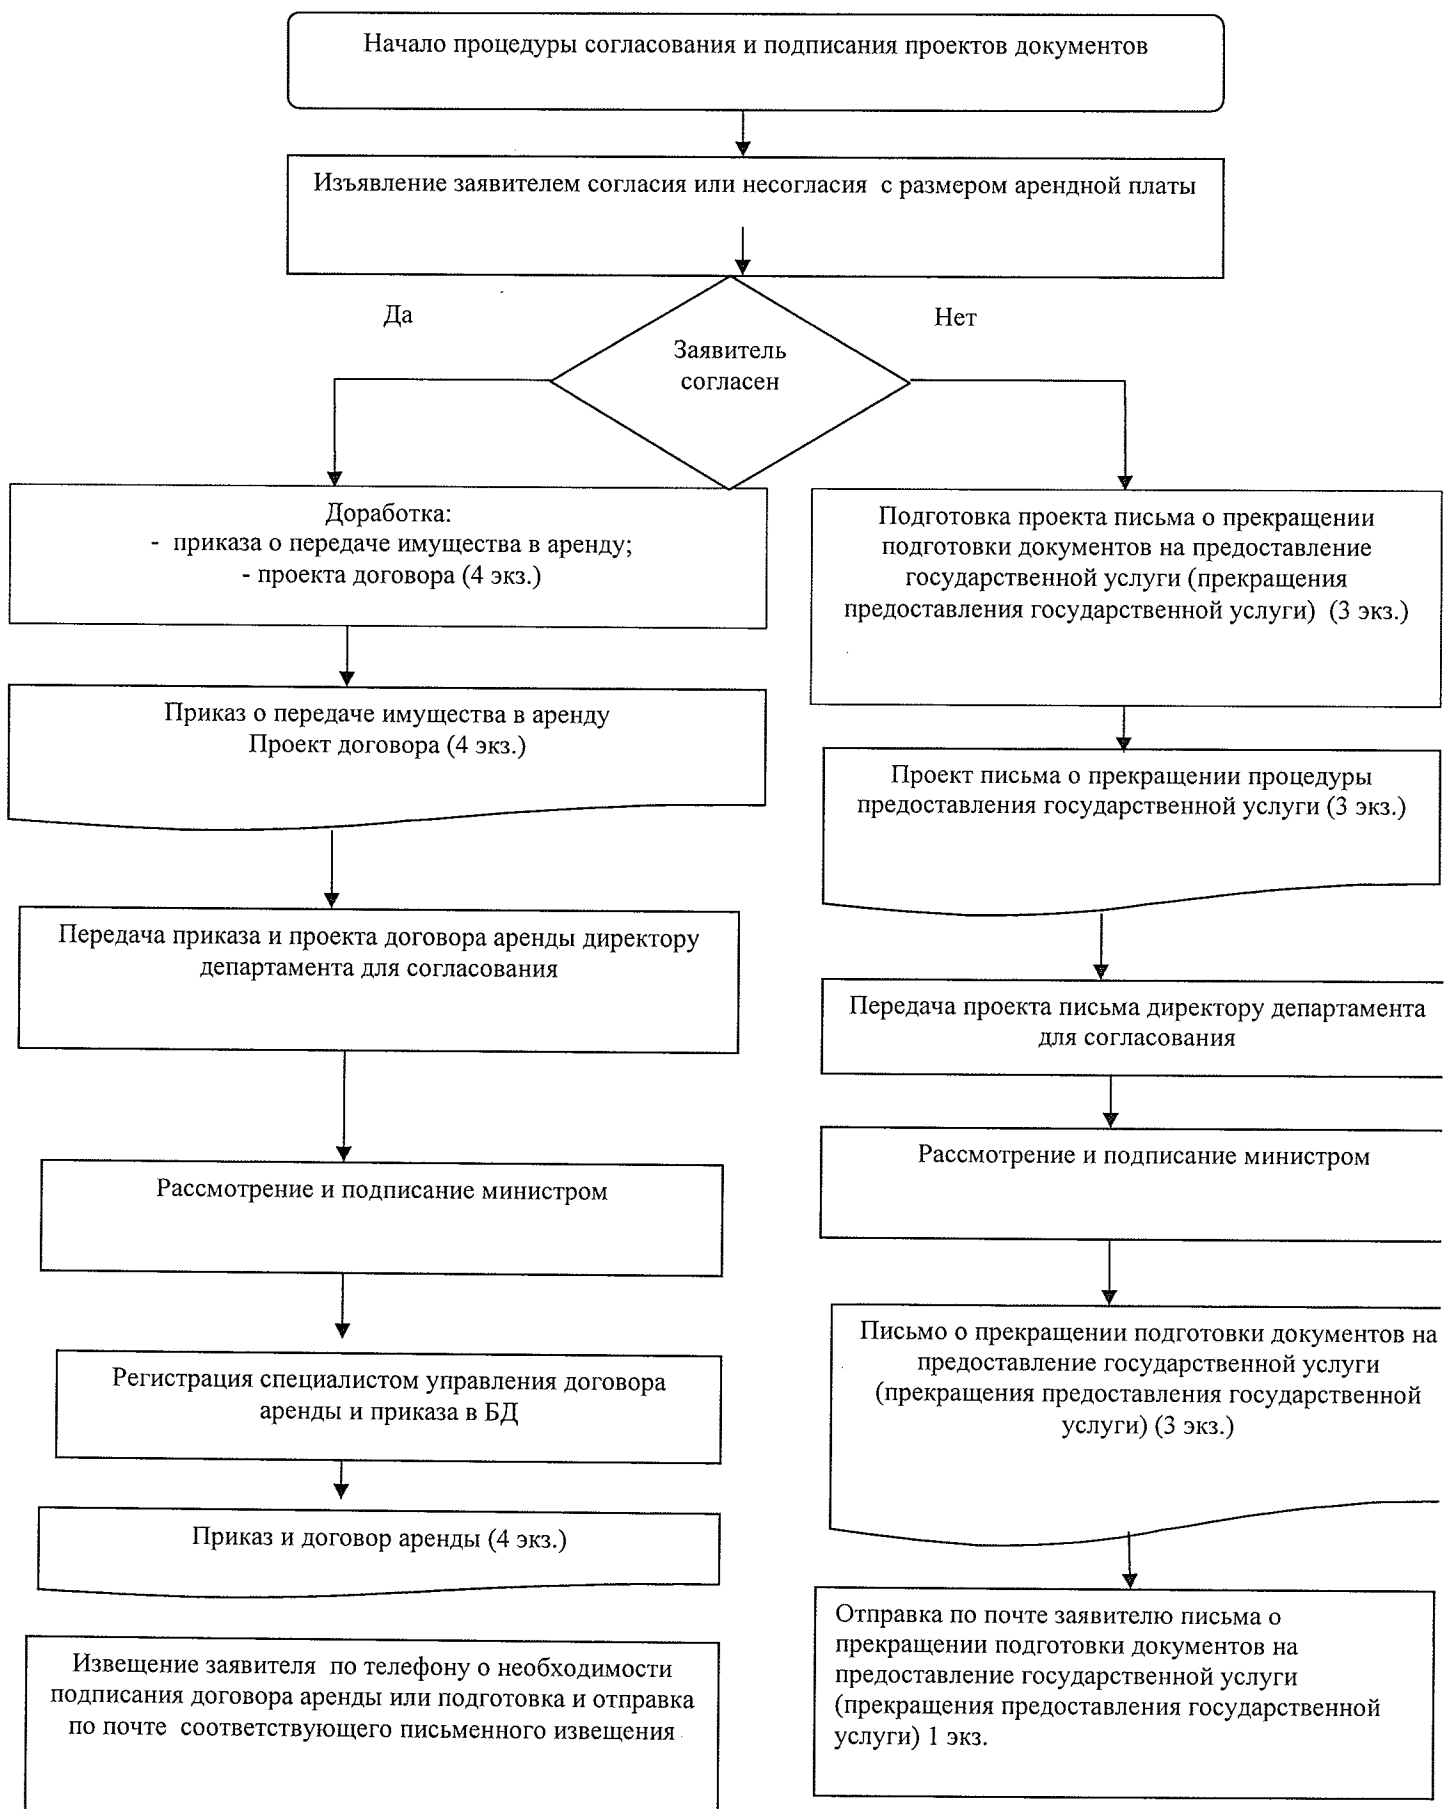 Начало процедуры согласования и подписания проектов документов
Изъявление заявителем согласия или несогласия с размером арендной платы
Да
Нет
Заявитель
согласен
Доработка:
- приказа о передаче имущества в аренду;
- проекта договора (4 экз.)
Приказ о передаче имущества в аренду
Проект договора (4 экз.)
Передача приказа и проекта договора аренды директору
департамента для согласования
Рассмотрение и подписание министром
Регистрация специалистом управления договора
аренды и приказа в БД
Приказ и договор аренды (4 экз.)
Извещение заявителя по телефону о необходимости
подписания договора аренды или подготовка и отправка
по почте соответствующего письменного извещения
Подготовка проекта письма о прекращении
подготовки документов на предоставление
государственной услуги (прекращения
предоставления государственной услуги) (3 экз.)
Проект письма о прекращении процедуры
предоставления государственной услуги (3 экз.)
Передача проекта письма директору департамента
для согласования
Рассмотрение и подписание министром
Письмо о прекращении подготовки документов на
предоставление государственной услуги
(прекращения предоставления государственной
услуги) (3 экз.)
Отправка по почте заявителю письма о
прекращении подготовки документов на
предоставление государственной услуги
(прекращения предоставления государственной
услуги) 1 экз.